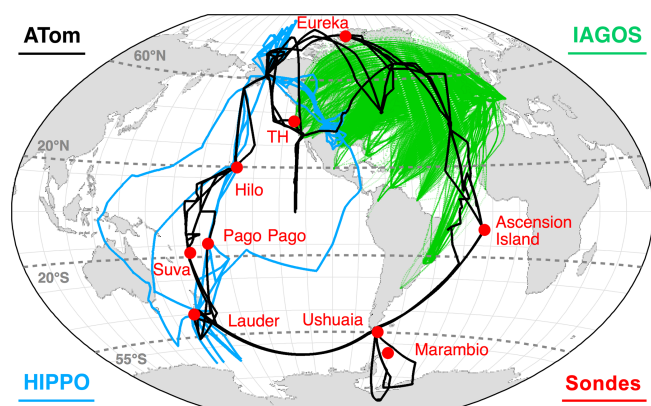 Eureka
ATom
IAGOS
60°N
TH
20°N
Hilo
Pago Pago
Ascension
Island
Suva
20°S
Lauder
Ushuaia
Marambio
55°S
HIPPO
Sondes